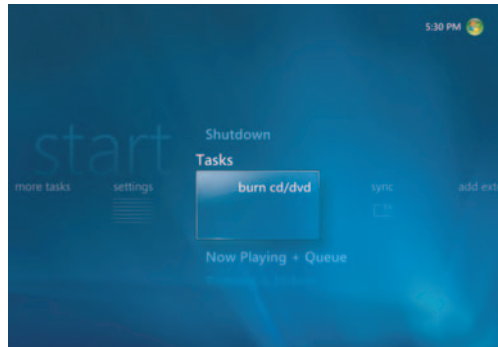 5:30 PM
start
Shutdown
Tasks
more tasks settings burn cd/dvd sync add ext
Now Playing + Queue